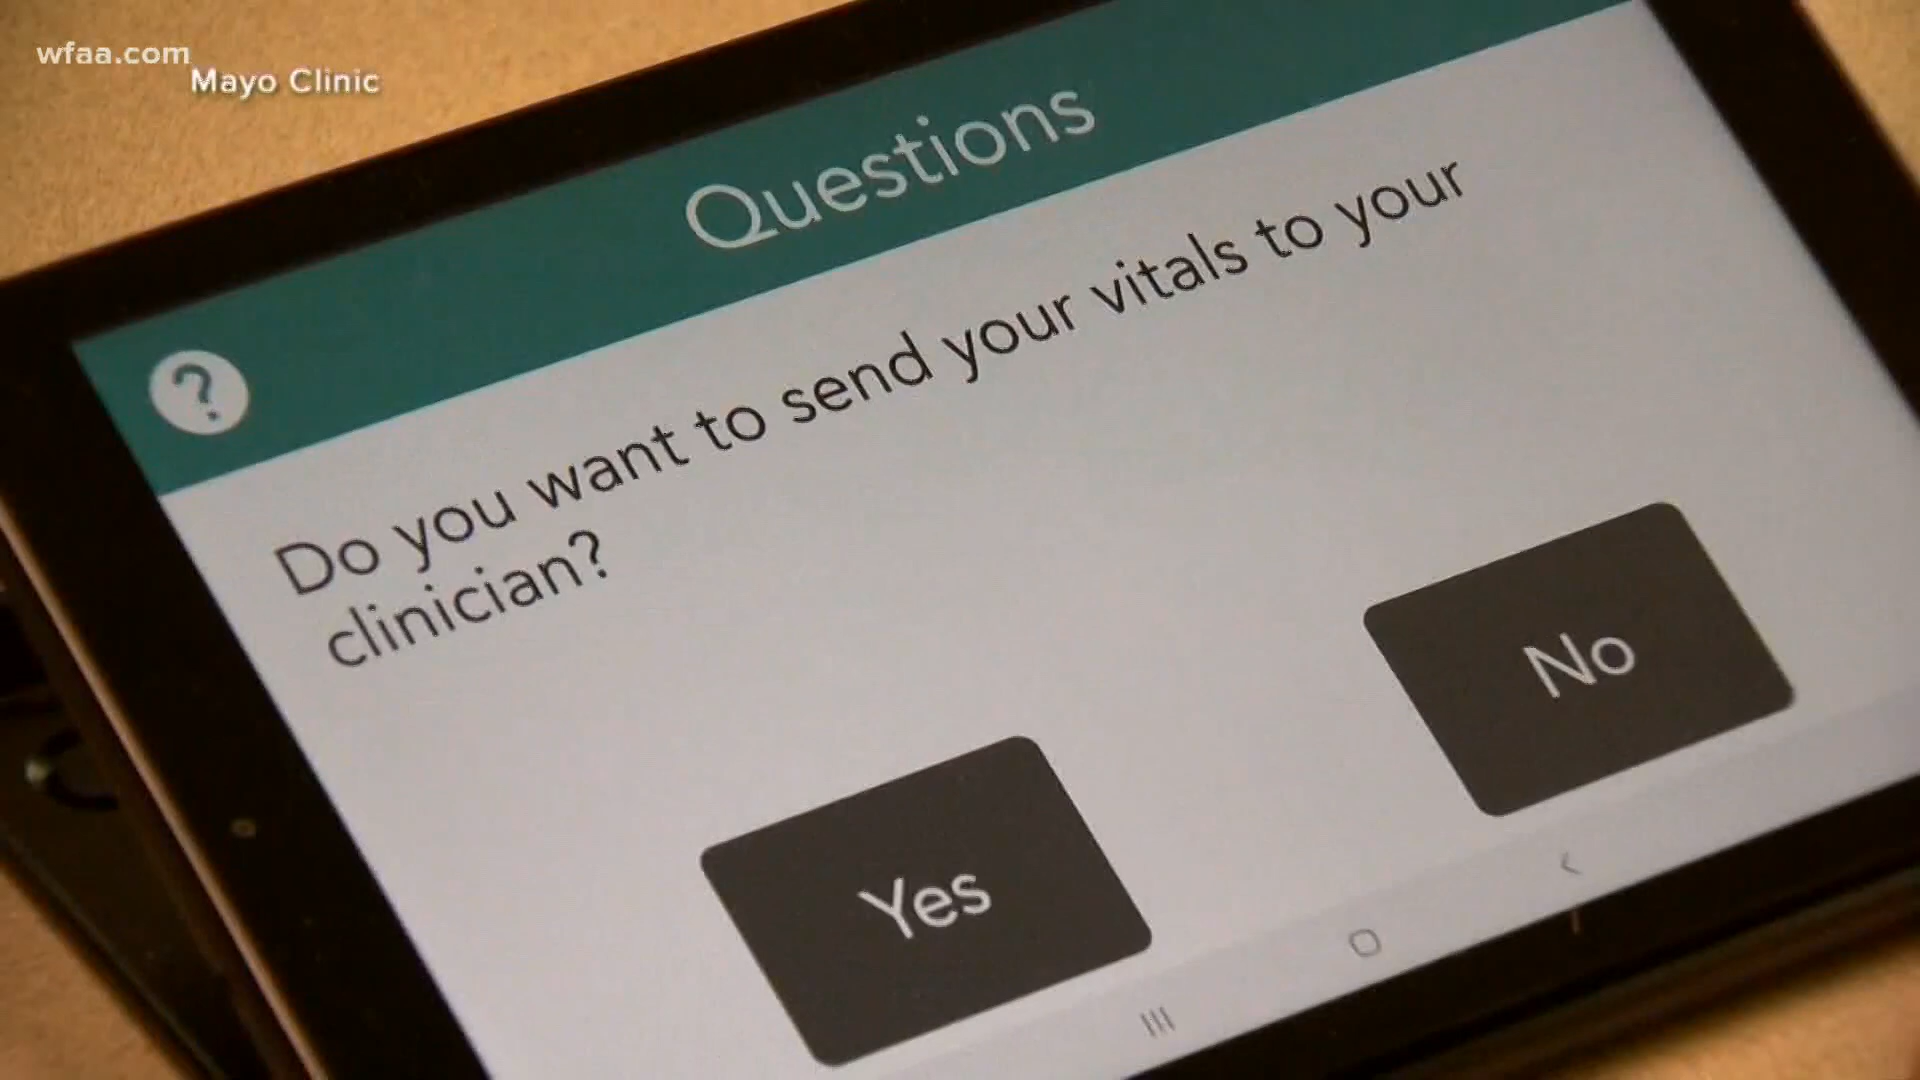 wfaa.com
Mayo Clinic
Questions
?
Do you want to send your vitals to your
clinician?
Yes
No